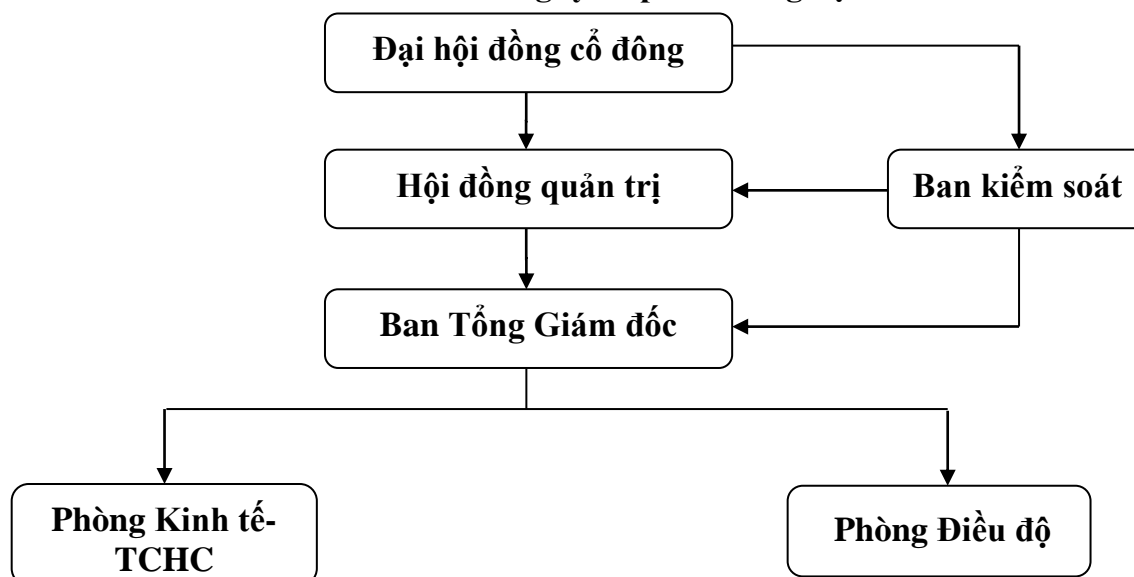 Đại hội đồng cổ đông
Hội đồng quản trị
Ban kiểm soát
Ban Tổng Giám đốc
Phòng Kinh tế-
TCHC
Phòng Điều độ